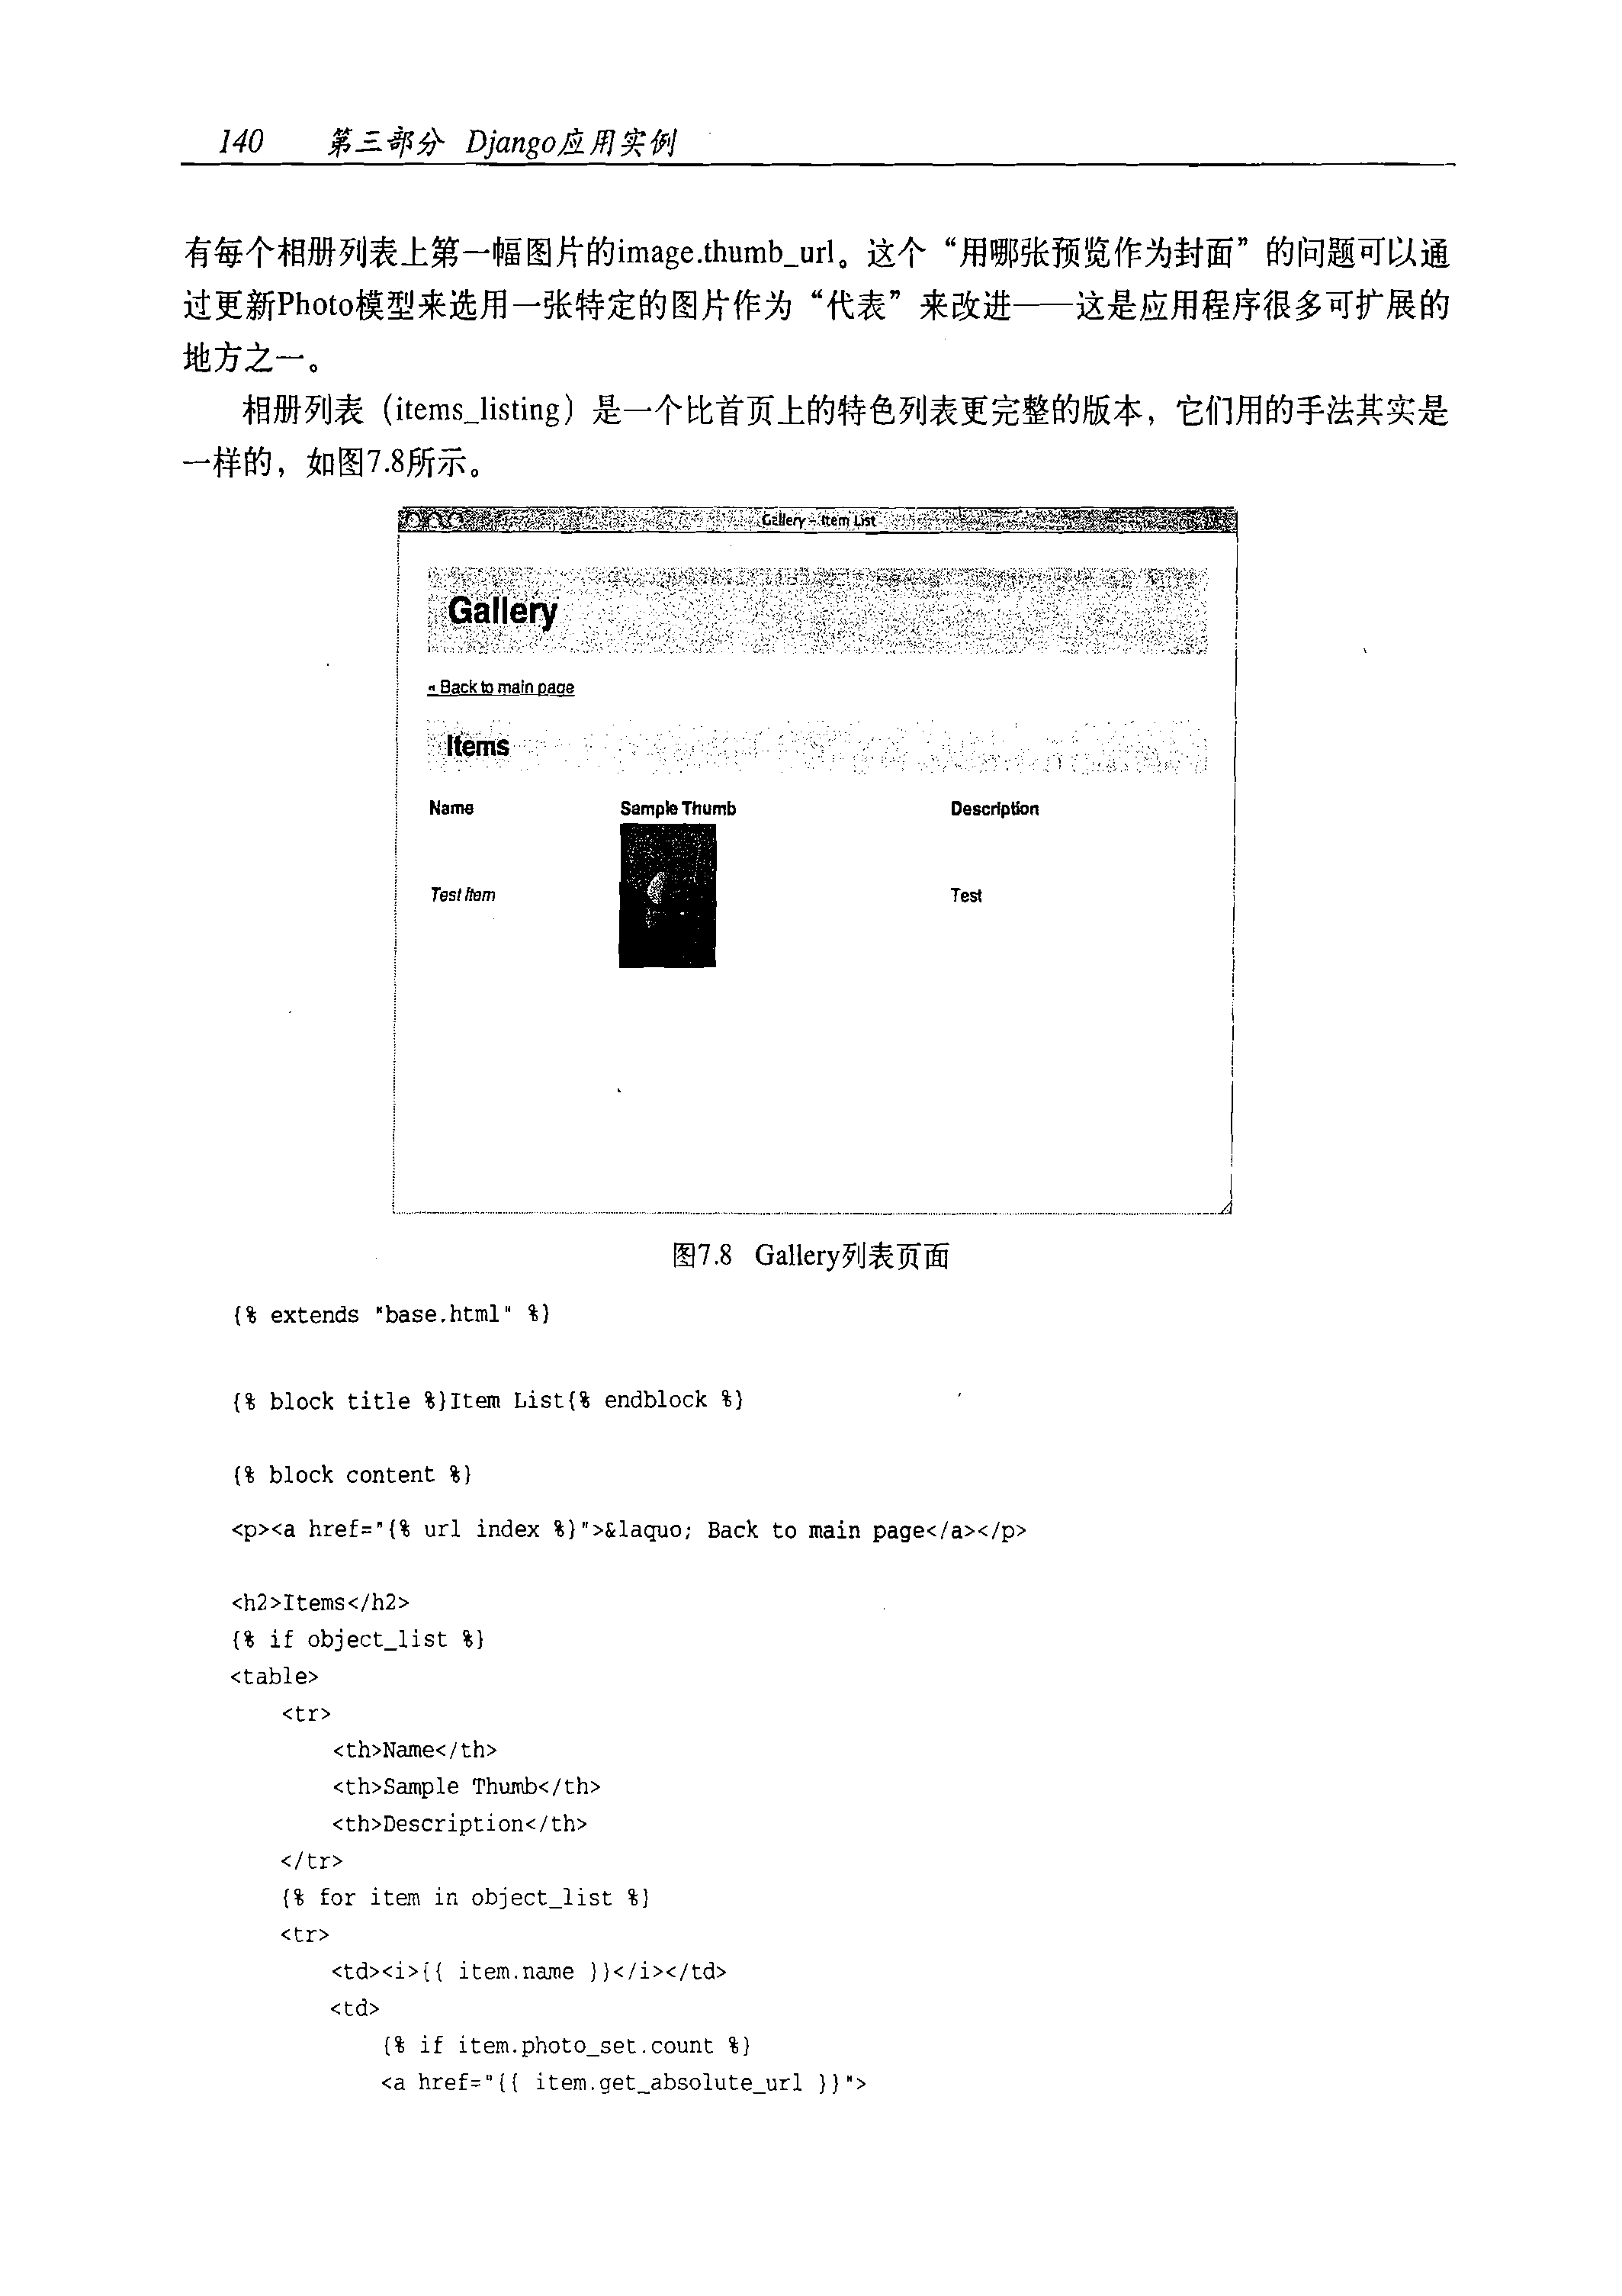 140 第三部分 Django应用实例
有每个相册列表上第一幅图片的image.thumb_url。这个“用哪张预览作为封面”的问题可以通
过更新Photo模型来选用一张特定的图片作为“代表”来改进——这是应用程序很多可扩展的
地方之一。
相册列表（items_listing）是一个比首页上的特色列表更完整的版本，它们用的手法其实是
一样的，如图7.8所示。
Gallery - Item List
Gallery
« Back to main page
Items
Name Sample Thumb Description
Test Item Test
图7.8 Gallery列表页面
{% extends "base.html" %}
{% block title %}Item List{% endblock %}
{% block content %}
<p><a href="{% url index %}">&laquo; Back to main page</a></p>
<h2>Items</h2>
{% if object_list %}
<table>
    <tr>
        <th>Name</th>
        <th>Sample Thumb</th>
        <th>Description</th>
    </tr>
    {% for item in object_list %}
    <tr>
        <td><i>{{ item.name }}</i></td>
        <td>
            {% if item.photo_set.count %}
            <a href="{{ item.get_absolute_url }}">